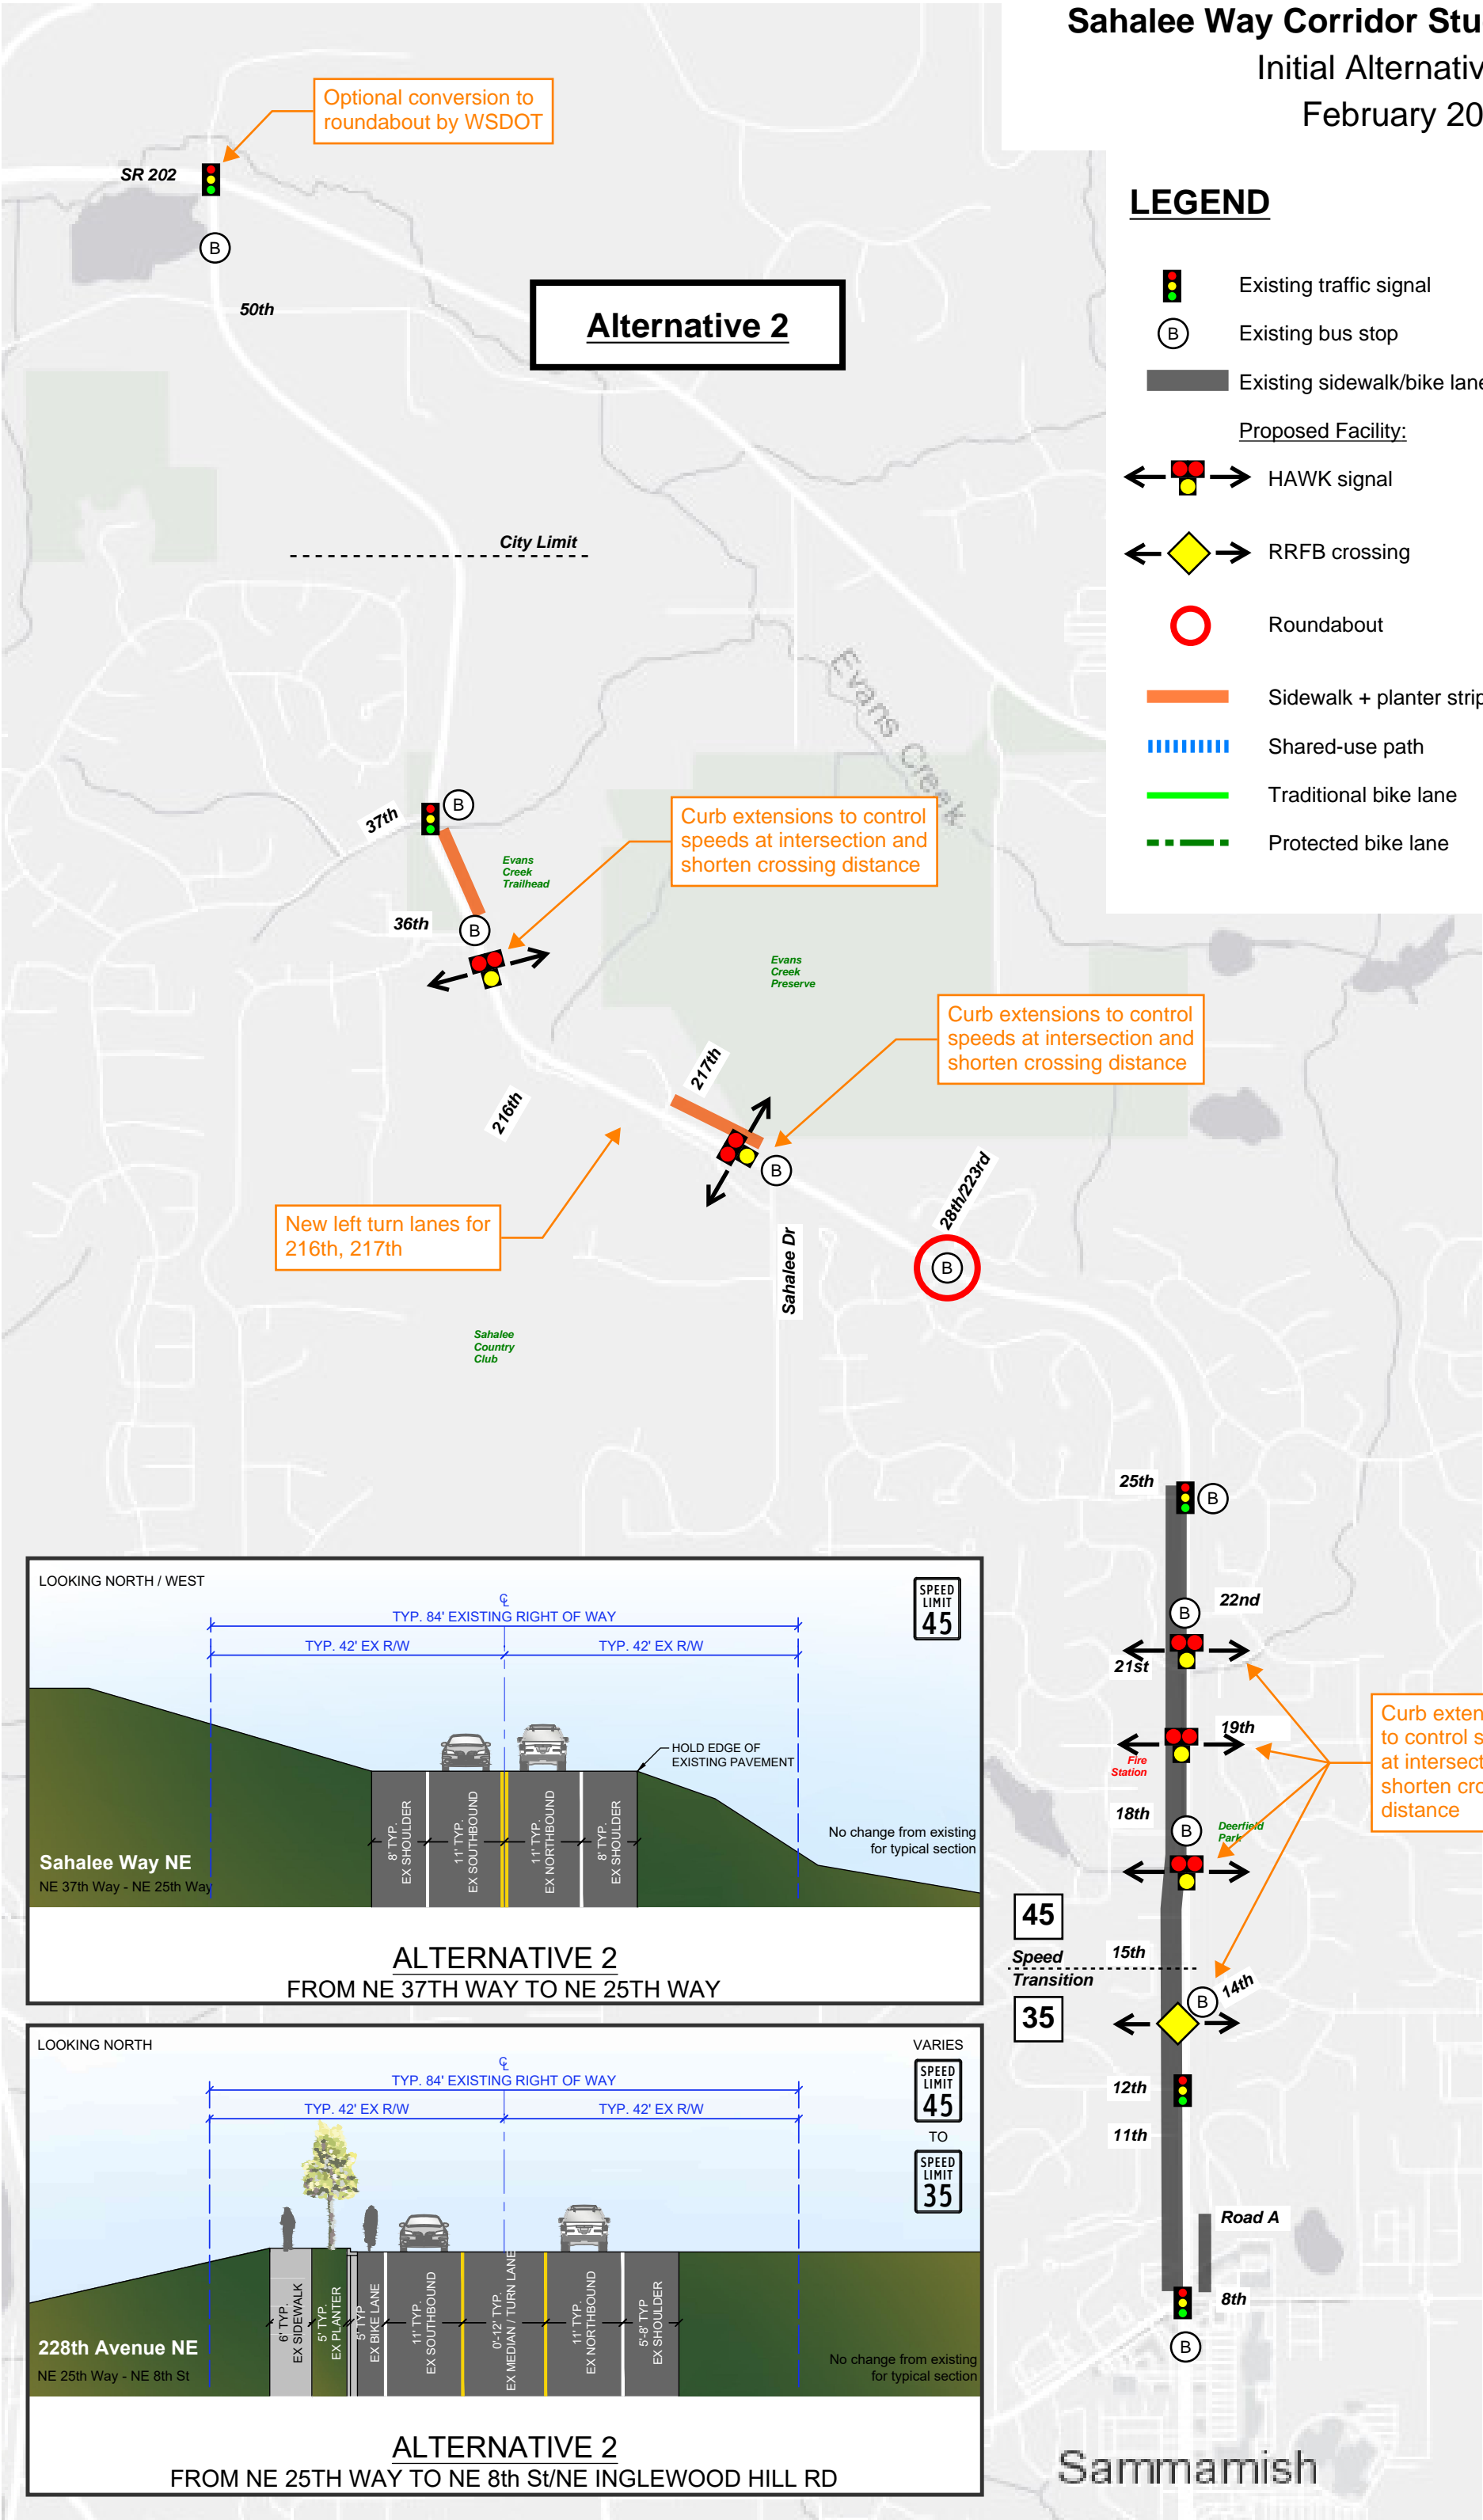 Sahalee Way Corridor Stu
Initial Alternativ
February 20
Optional conversion to
roundabout by WSDOT
SR 202
B
50th
Alternative 2
LEGEND
Existing traffic signal
B
Existing bus stop
Existing sidewalk/bike lane
Proposed Facility:
HAWK signal
RRFB crossing
Roundabout
Sidewalk + planter strip
Shared-use path
Traditional bike lane
Protected bike lane
City Limit
Evans Creek
37th
B
Curb extensions to control
speeds at intersection and
shorten crossing distance
Evans
Creek
Trailhead
36th
B
Evans
Creek
Preserve
Curb extensions to control
speeds at intersection and
shorten crossing distance
217th
216th
B
28th/223rd
New left turn lanes for
216th, 217th
Sahalee Dr
B
Sahalee
Country
Club
25th
B
22nd
B
21st
19th
Fire
Station
Curb exten
to control s
at intersect
shorten cro
distance
18th
B
Deerfield
Park
45
Speed
Transition
35
15th
14th
B
12th
11th
Road A
8th
B
Sammamish
LOOKING NORTH / WEST
SPEED
LIMIT
45
℄
TYP. 84' EXISTING RIGHT OF WAY
TYP. 42' EX R/W
TYP. 42' EX R/W
HOLD EDGE OF
EXISTING PAVEMENT
8' TYP.
EX SHOULDER
11' TYP.
EX SOUTHBOUND
11' TYP.
EX NORTHBOUND
8' TYP.
EX SHOULDER
No change from existing
for typical section
Sahalee Way NE
NE 37th Way - NE 25th Way
ALTERNATIVE 2
FROM NE 37TH WAY TO NE 25TH WAY
LOOKING NORTH
VARIES
SPEED
LIMIT
45
TO
SPEED
LIMIT
35
℄
TYP. 84' EXISTING RIGHT OF WAY
TYP. 42' EX R/W
TYP. 42' EX R/W
6' TYP.
EX SIDEWALK
5' TYP.
EX PLANTER
5' TYP
EX BIKE LANE
11' TYP.
EX SOUTHBOUND
0'-12' TYP.
EX MEDIAN / TURN LANE
11' TYP.
EX NORTHBOUND
5'-8' TYP
EX SHOULDER
No change from existing
for typical section
228th Avenue NE
NE 25th Way - NE 8th St
ALTERNATIVE 2
FROM NE 25TH WAY TO NE 8th St/NE INGLEWOOD HILL RD